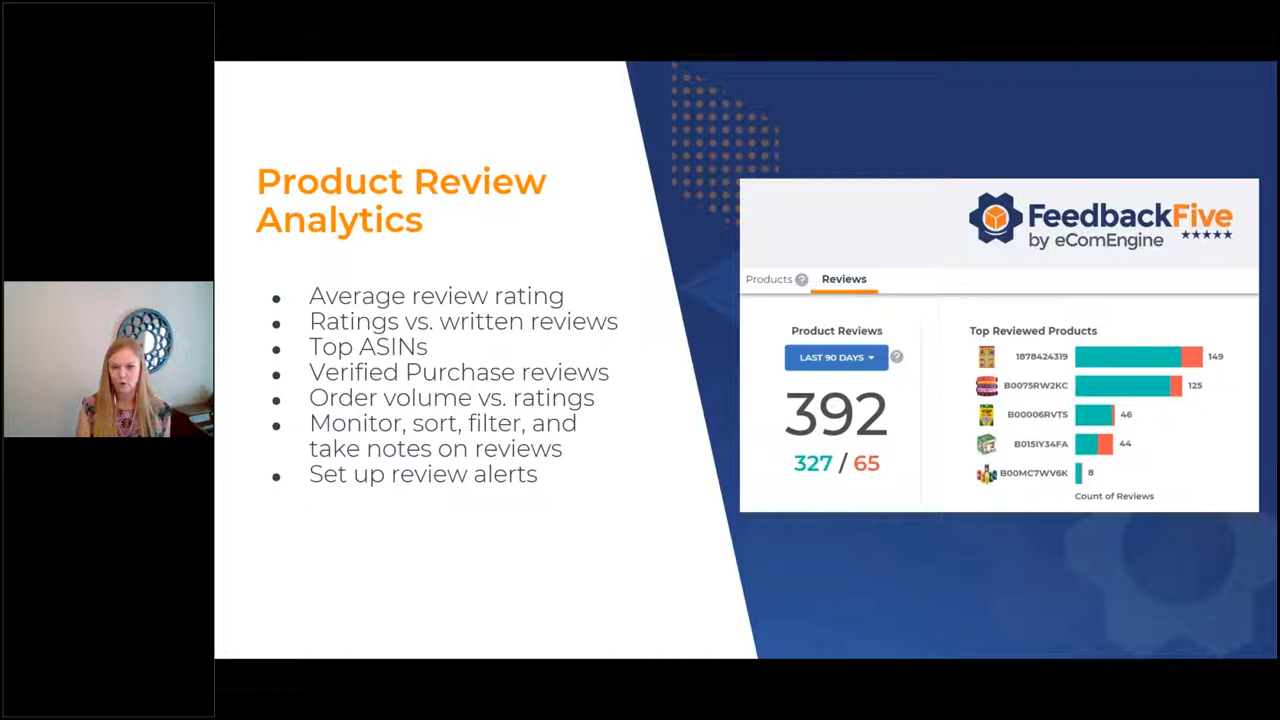 Product Review
Analytics
● Average review rating
● Ratings vs. written reviews
● Top ASINs
● Verified Purchase reviews
● Order volume vs. ratings
● Monitor, sort, filter, and
take notes on reviews
● Set up review alerts
FeedbackFive
by eComEngine ★★★★★
Products ? Reviews
Product Reviews
LAST 90 DAYS ?
392
327 / 65
Top Reviewed Products
1878424319 149
B0075RW2KC 125
B00006RVTS 46
B015IY34FA 44
B00MC7WV6K 8
Count of Reviews